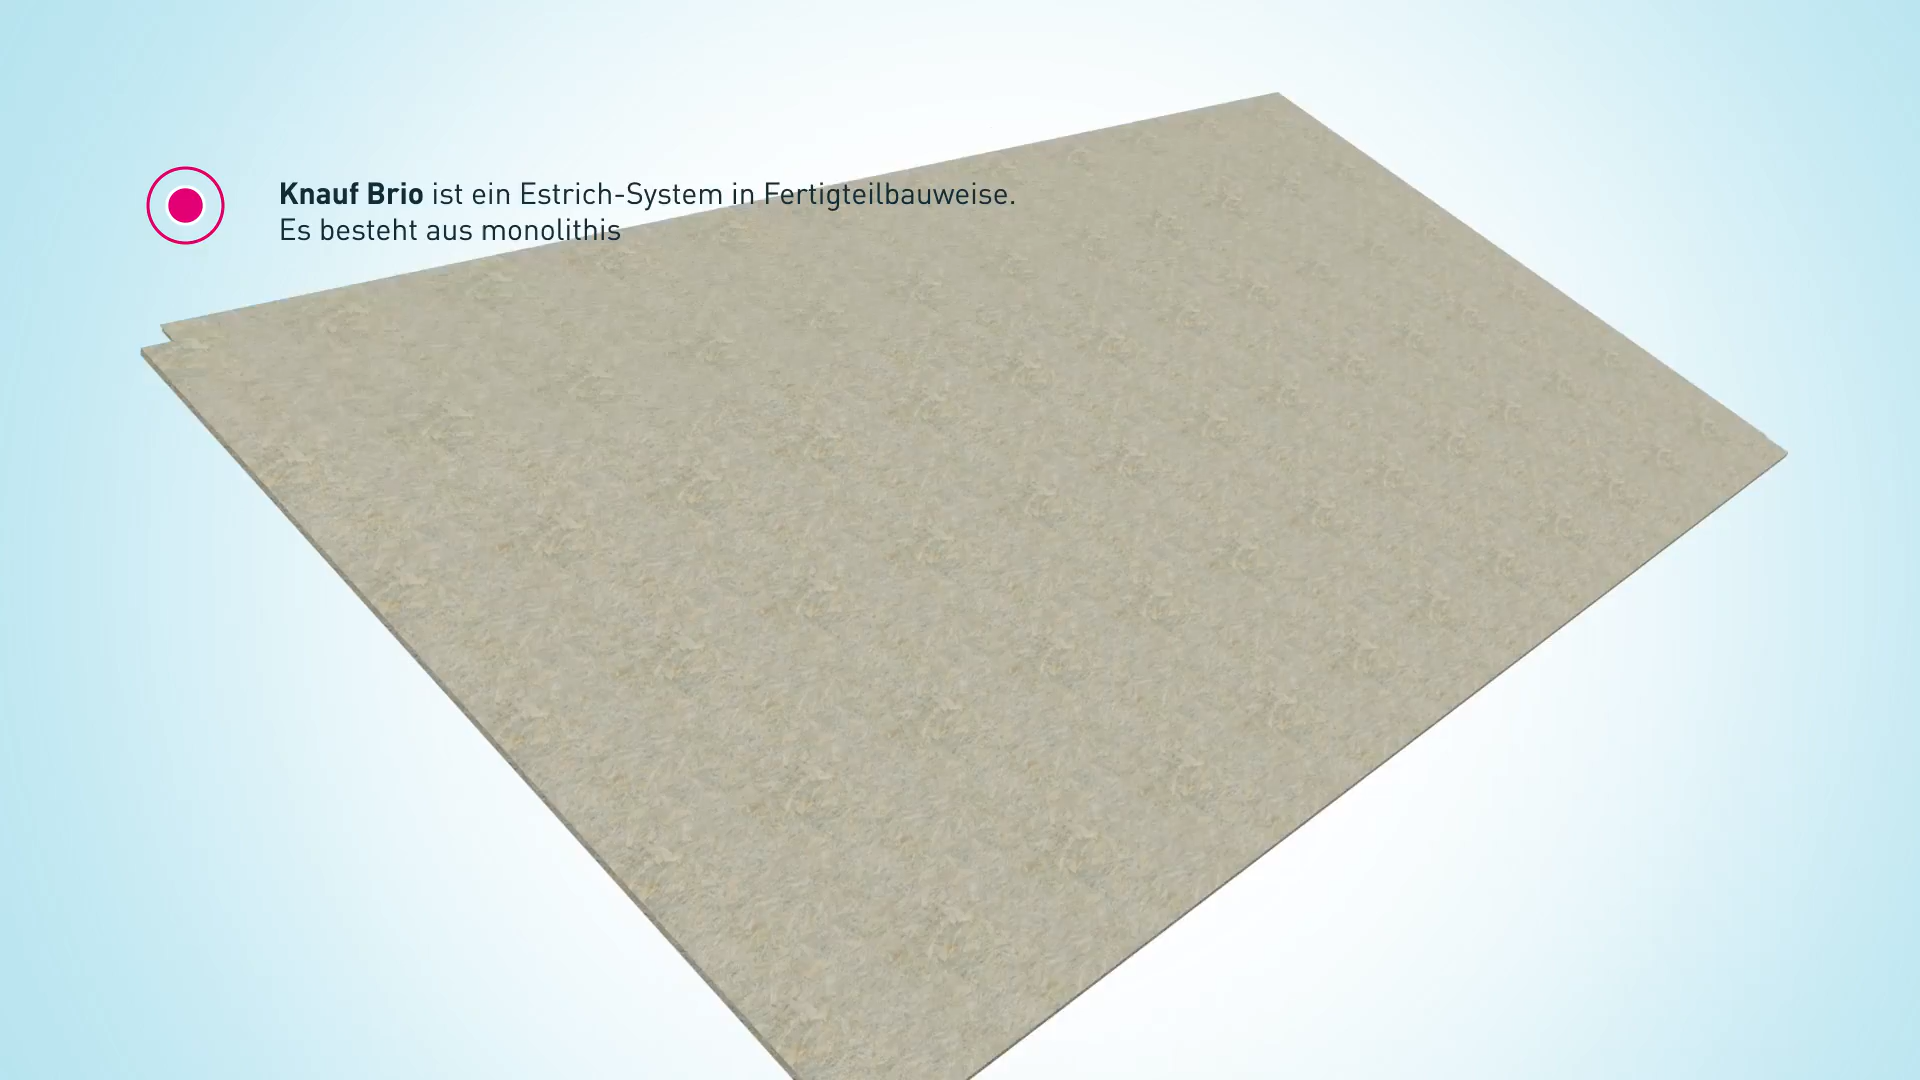 Knauf Brio ist ein Estrich-System in Fertigteilbauweise.
Es besteht aus monolithis